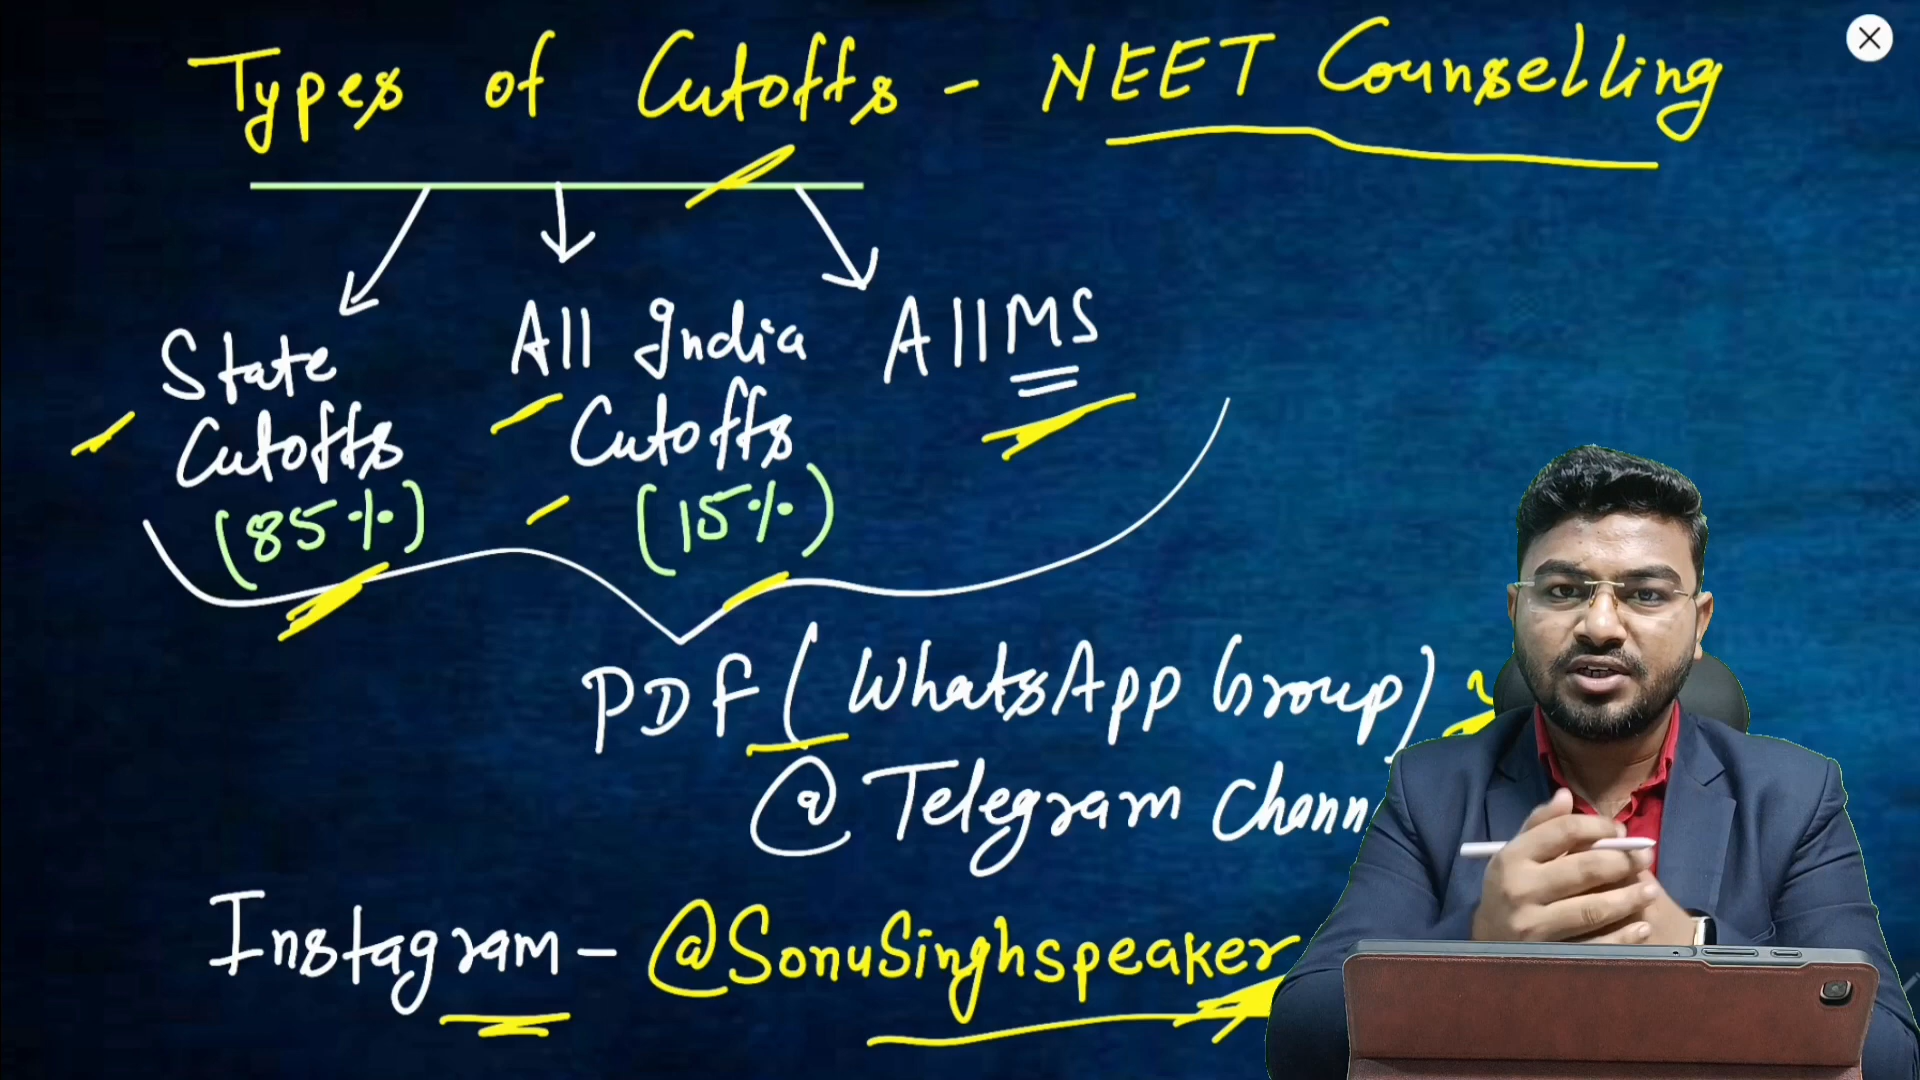 Types of Cutoffs - NEET Counselling
State Cutoffs (85%)
All India Cutoffs (15%)
AIIMS
PDF (WhatsApp Group)
@ Telegram Chann
Instagram - @SonuSinghspeaker